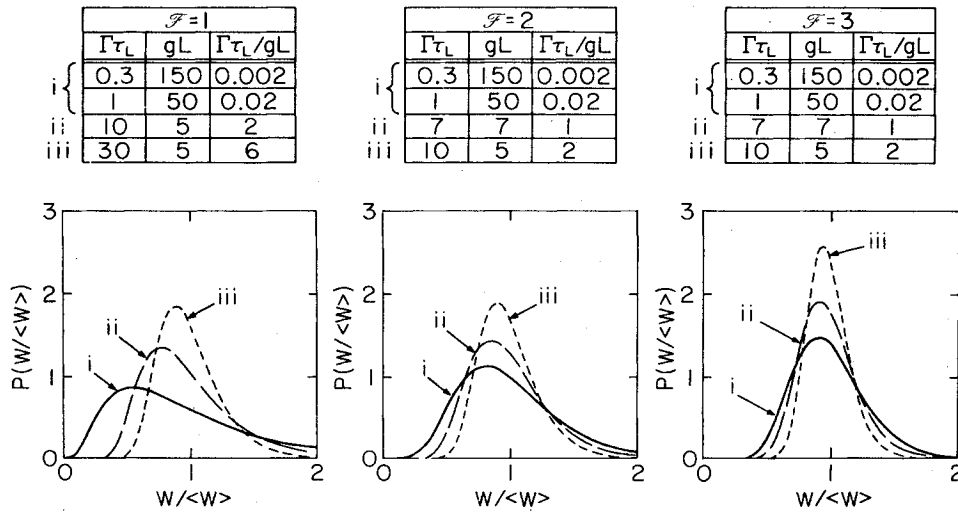 ℱ=1
Γτ_L gL Γτ_L/gL
i { 0.3 150 0.002
1 50 0.02
ii 10 5 2
iii 30 5 6
ℱ=2
Γτ_L gL Γτ_L/gL
i { 0.3 150 0.002
1 50 0.02
ii 7 7 1
iii 10 5 2
ℱ=3
Γτ_L gL Γτ_L/gL
i { 0.3 150 0.002
1 50 0.02
ii 7 7 1
iii 10 5 2
P(W/<W>)
3
2
1
0
i
ii
iii
0 1 2
W/<W>
P(W/<W>)
3
2
1
0
i
ii
iii
0 1 2
W/<W>
P(W/<W>)
3
2
1
0
i
ii
iii
0 1 2
W/<W>